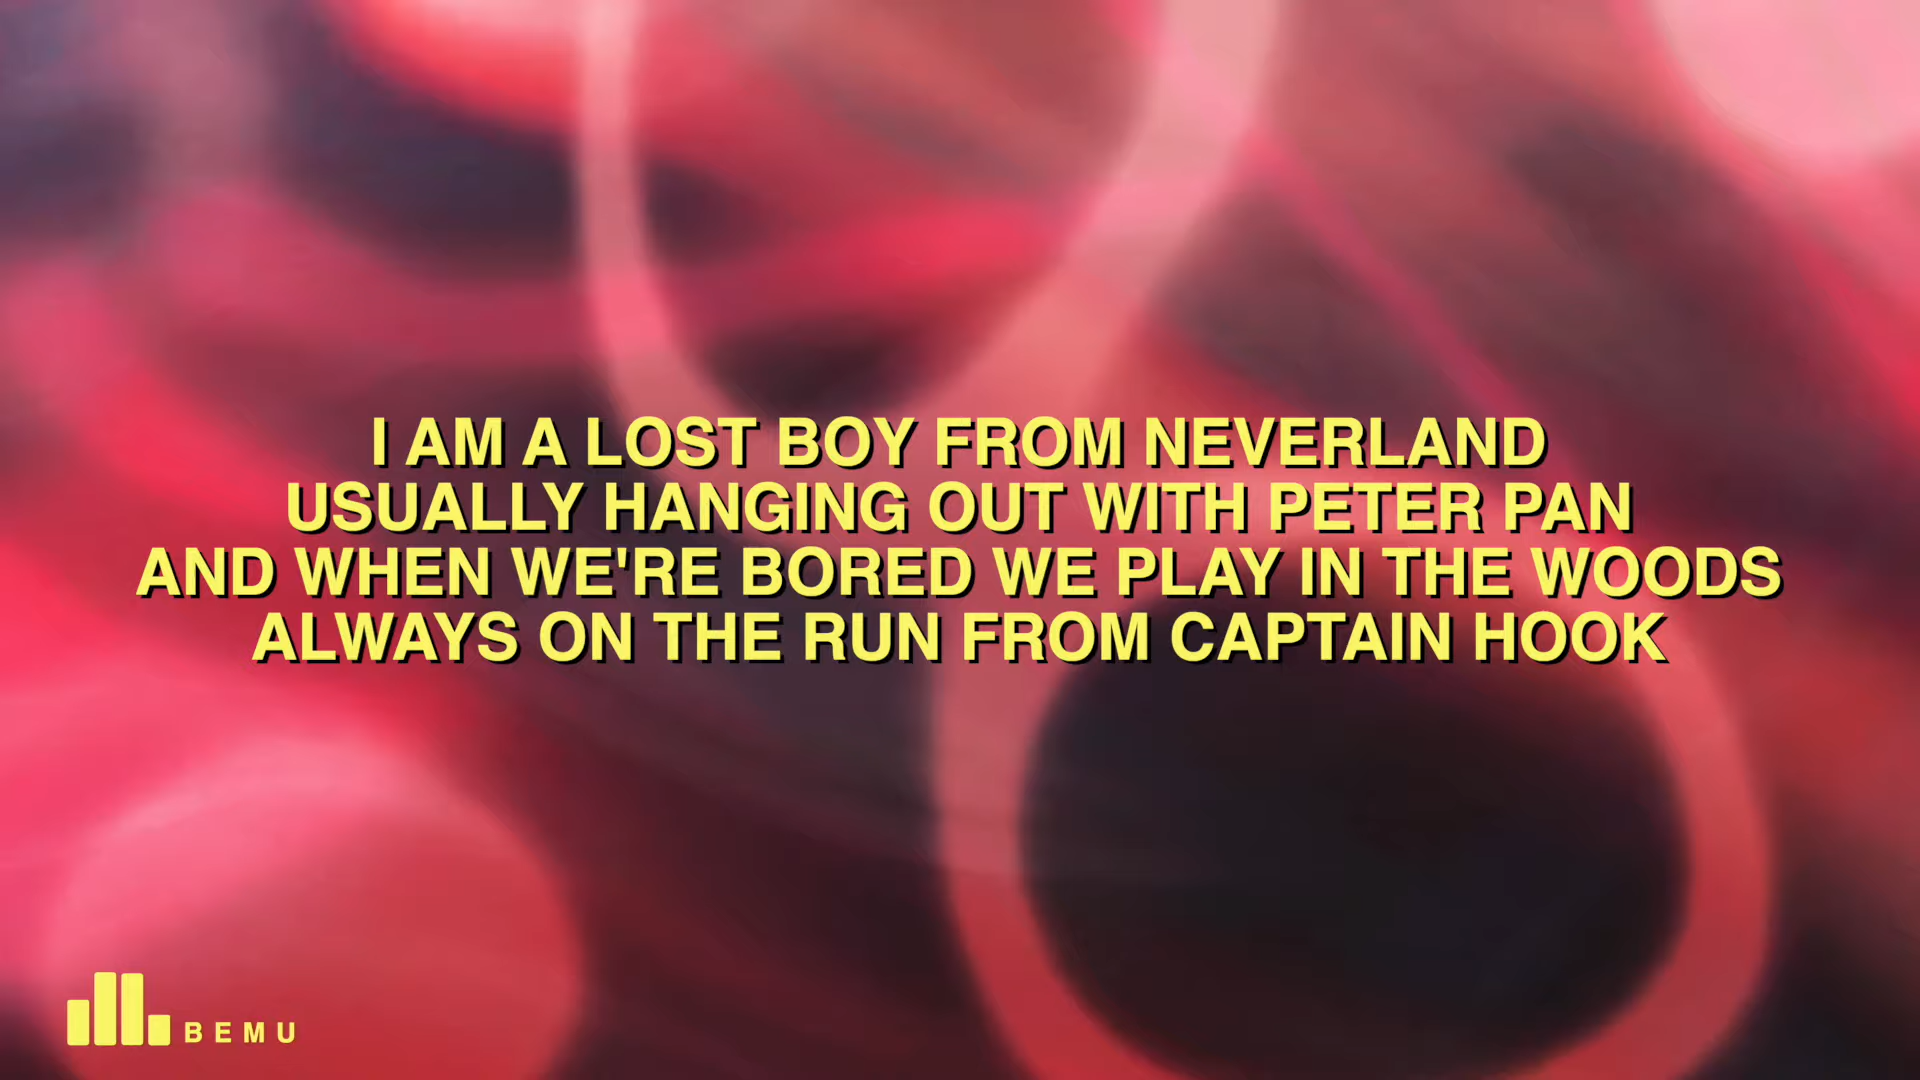 I AM A LOST BOY FROM NEVERLAND
USUALLY HANGING OUT WITH PETER PAN
AND WHEN WE'RE BORED WE PLAY IN THE WOODS
ALWAYS ON THE RUN FROM CAPTAIN HOOK
BEMU